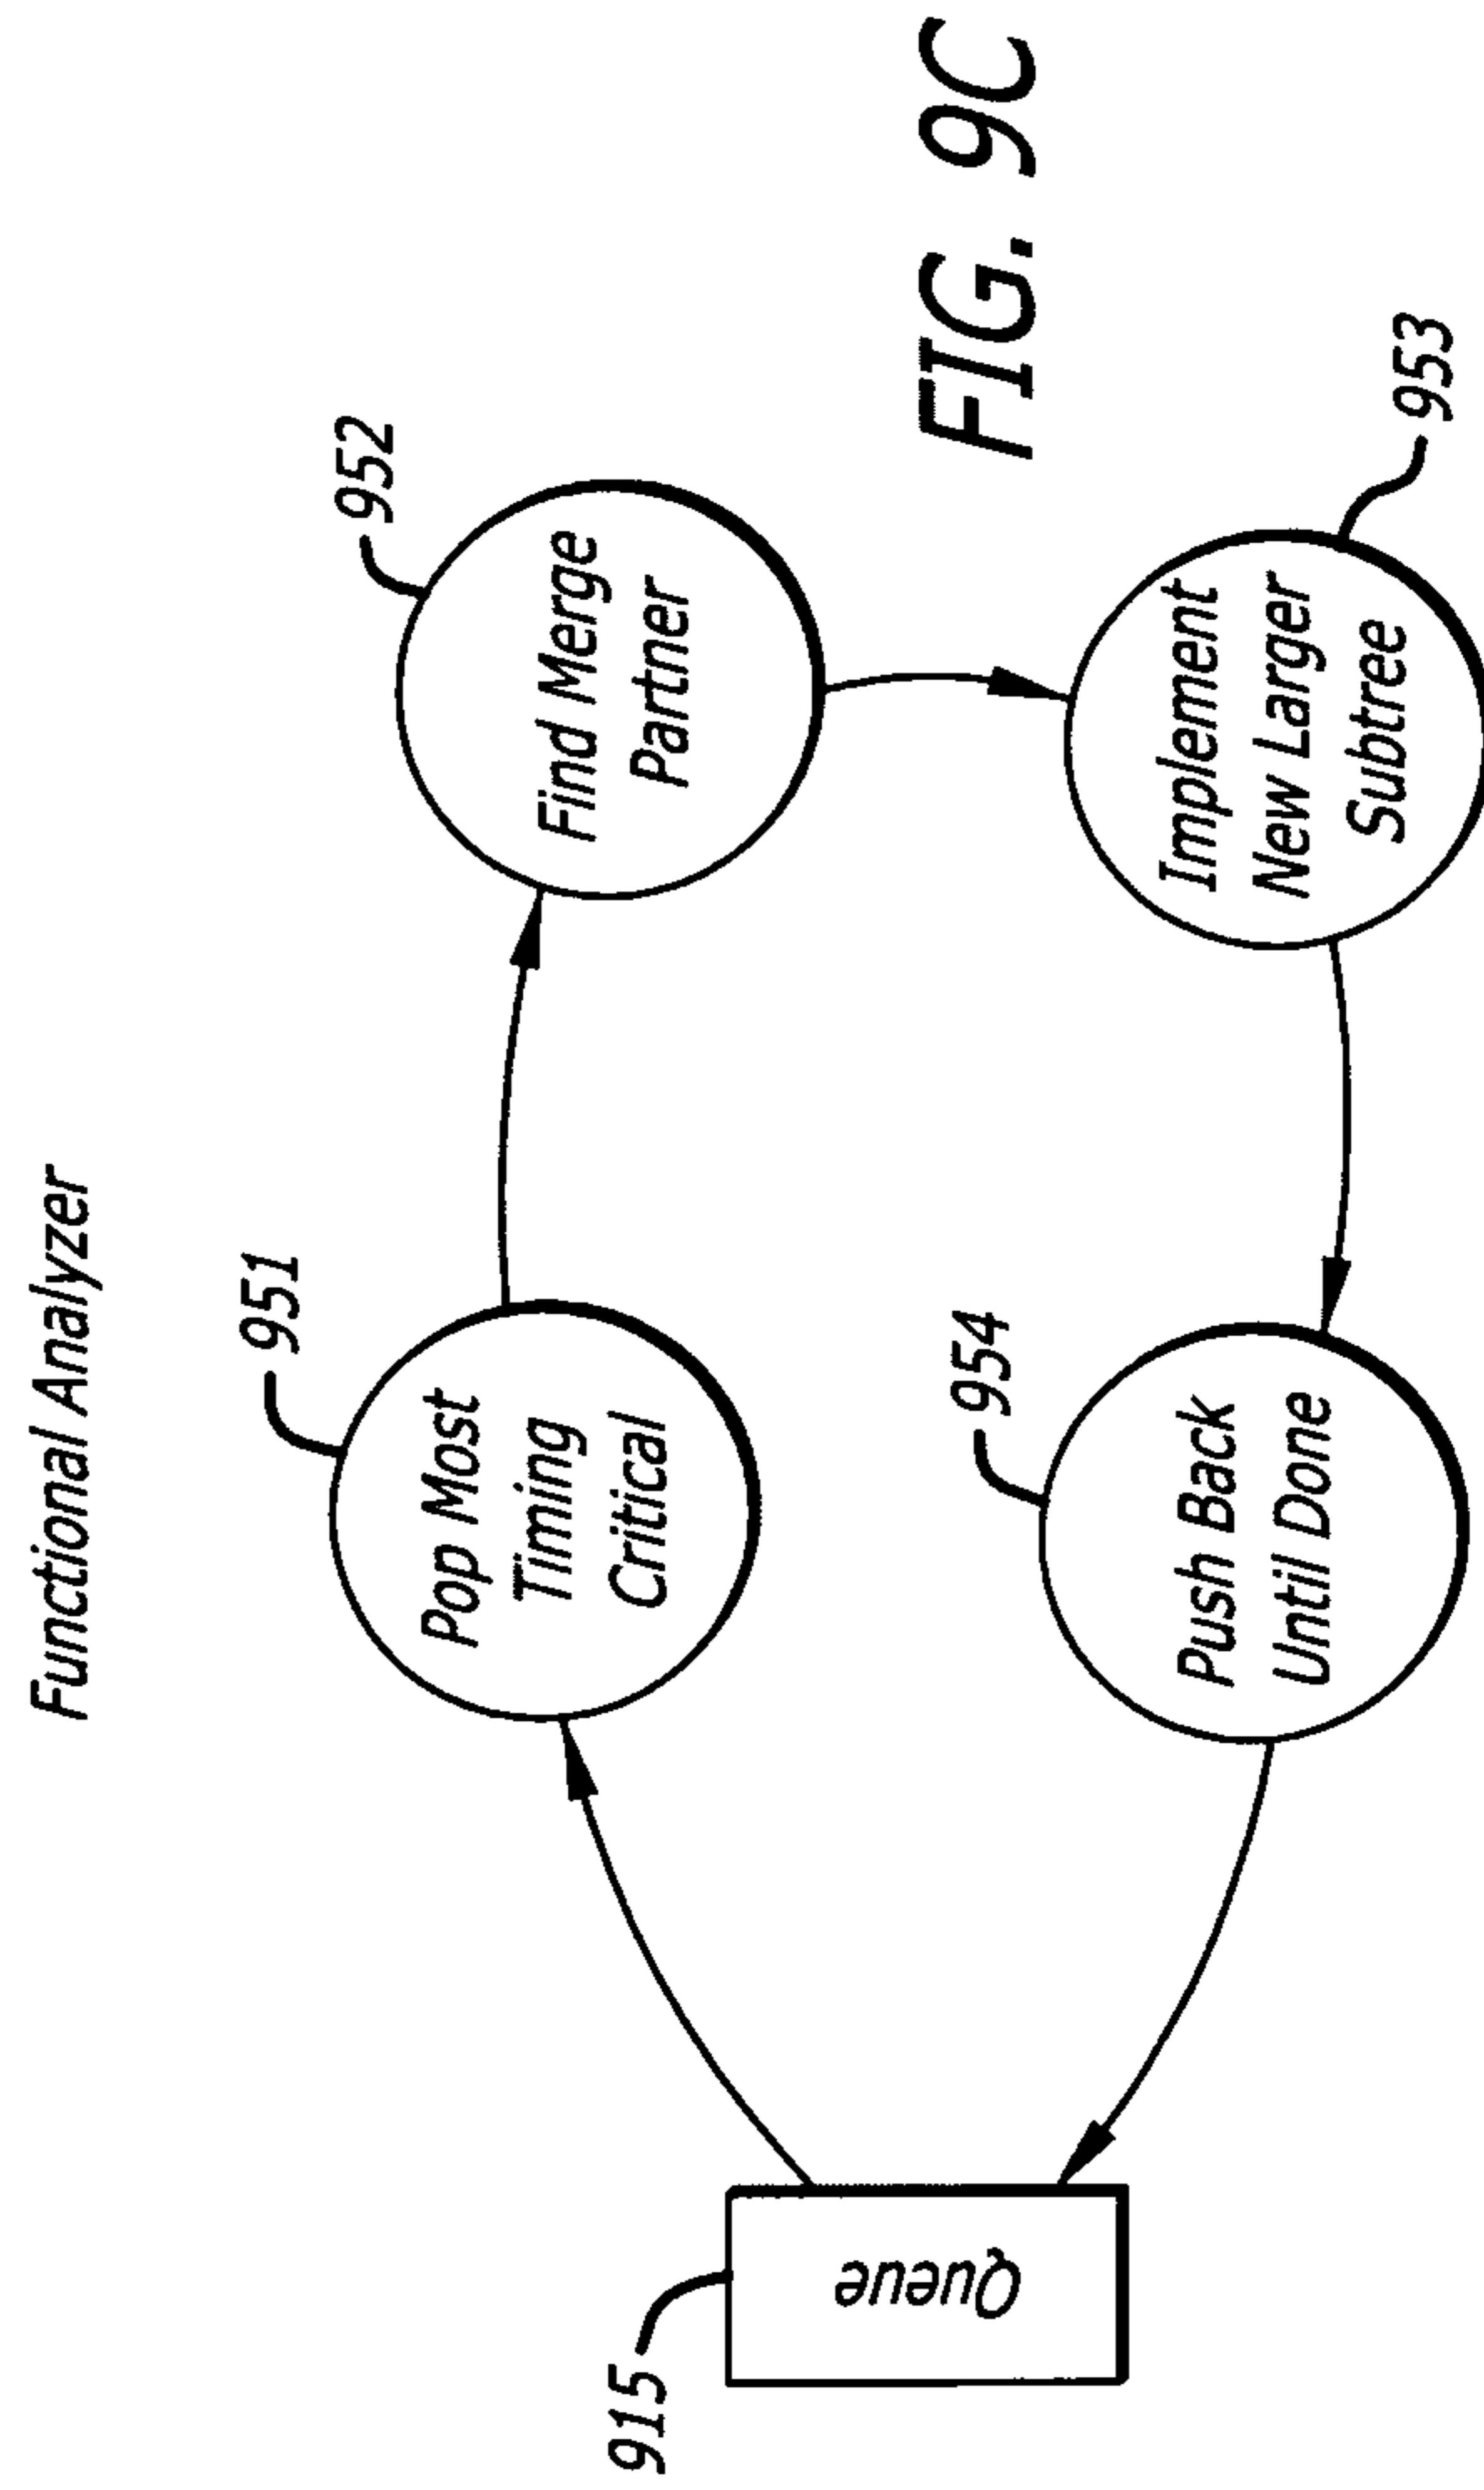 Functional Analyzer
951
Pop Most
Timing
Critical
952
Find Merge
Partner
953
Implement
New Larger
Subtree
954
Push Back
Until Done
915
Queue
FIG. 9C